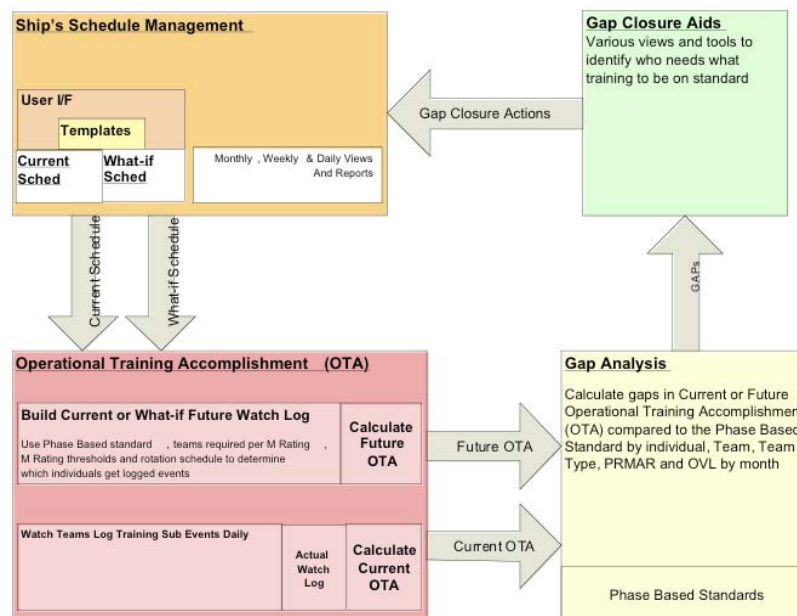 Ship's Schedule Management
User I/F
Templates
Current
Sched
What-if
Sched
Monthly , Weekly & Daily Views
And Reports
Gap Closure Actions
Gap Closure Aids
Various views and tools to
identify who needs what
training to be on standard
Current Schedule
What-if Schedule
GAPs
Operational Training Accomplishment (OTA)
Build Current or What-if Future Watch Log
Use Phase Based standard , teams required per M Rating ,
M Rating thresholds and rotation schedule to determine
which individuals get logged events
Calculate
Future
OTA
Watch Teams Log Training Sub Events Daily
Actual
Watch
Log
Calculate
Current
OTA
Future OTA
Current OTA
Gap Analysis
Calculate gaps in Current or Future
Operational Training Accomplishment
(OTA) compared to the Phase Based
Standard by individual, Team, Team
Type, PRMAR and OVL by month
Phase Based Standards